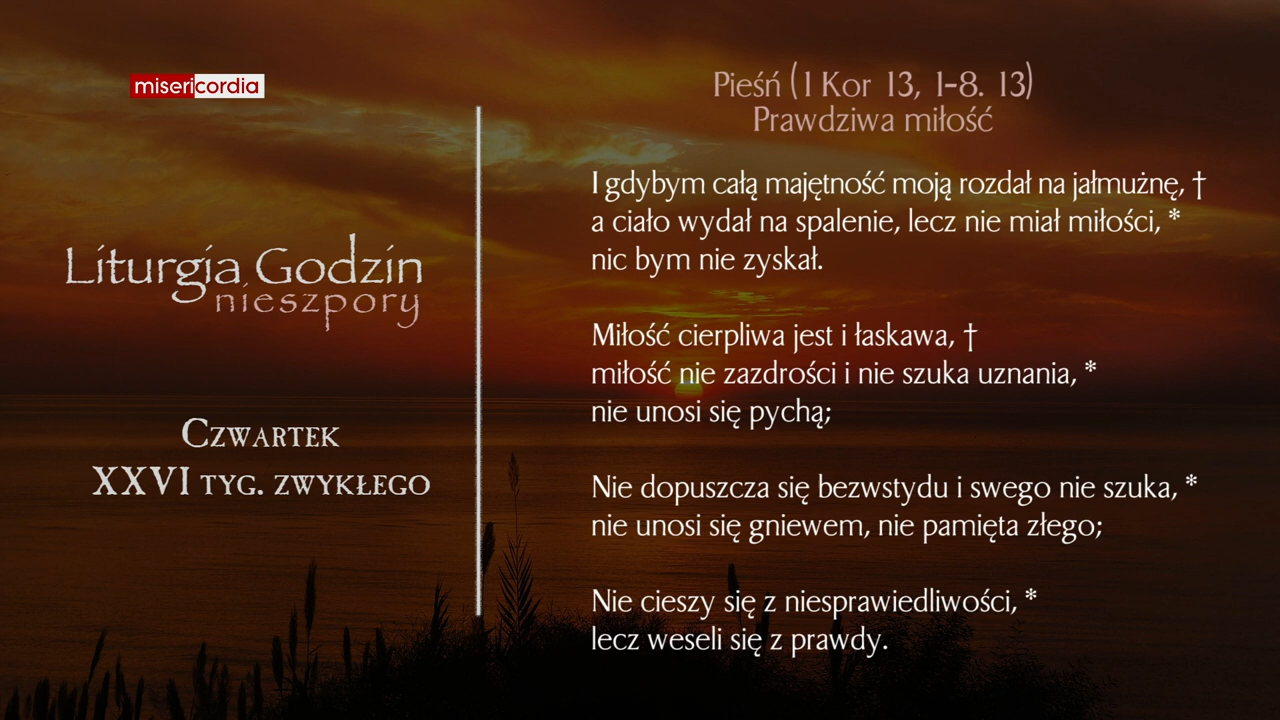 misericordia
Liturgia Godzin
nieszpory
Czwartek
XXVI tyg. zwykłego
Pieśń (1 Kor 13, 1-8. 13)
Prawdziwa miłość
I gdybym całą majętność moją rozdał na jałmużnę, †
a ciało wydał na spalenie, lecz nie miał miłości, *
nic bym nie zyskał.
Miłość cierpliwa jest i łaskawa, †
miłość nie zazdrości i nie szuka uznania, *
nie unosi się pychą;
Nie dopuszcza się bezwstydu i swego nie szuka, *
nie unosi się gniewem, nie pamięta złego;
Nie cieszy się z niesprawiedliwości, *
lecz weseli się z prawdy.